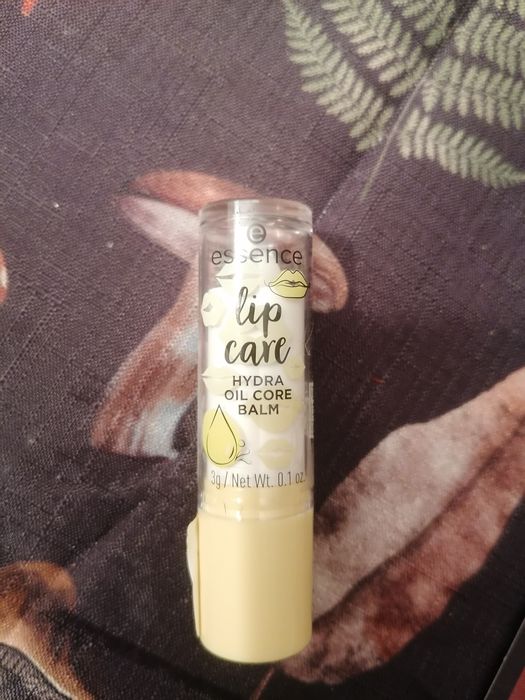 e
essence
lip
care
HYDRA
OIL CORE
BALM
3g / Net Wt. 0.1 oz.